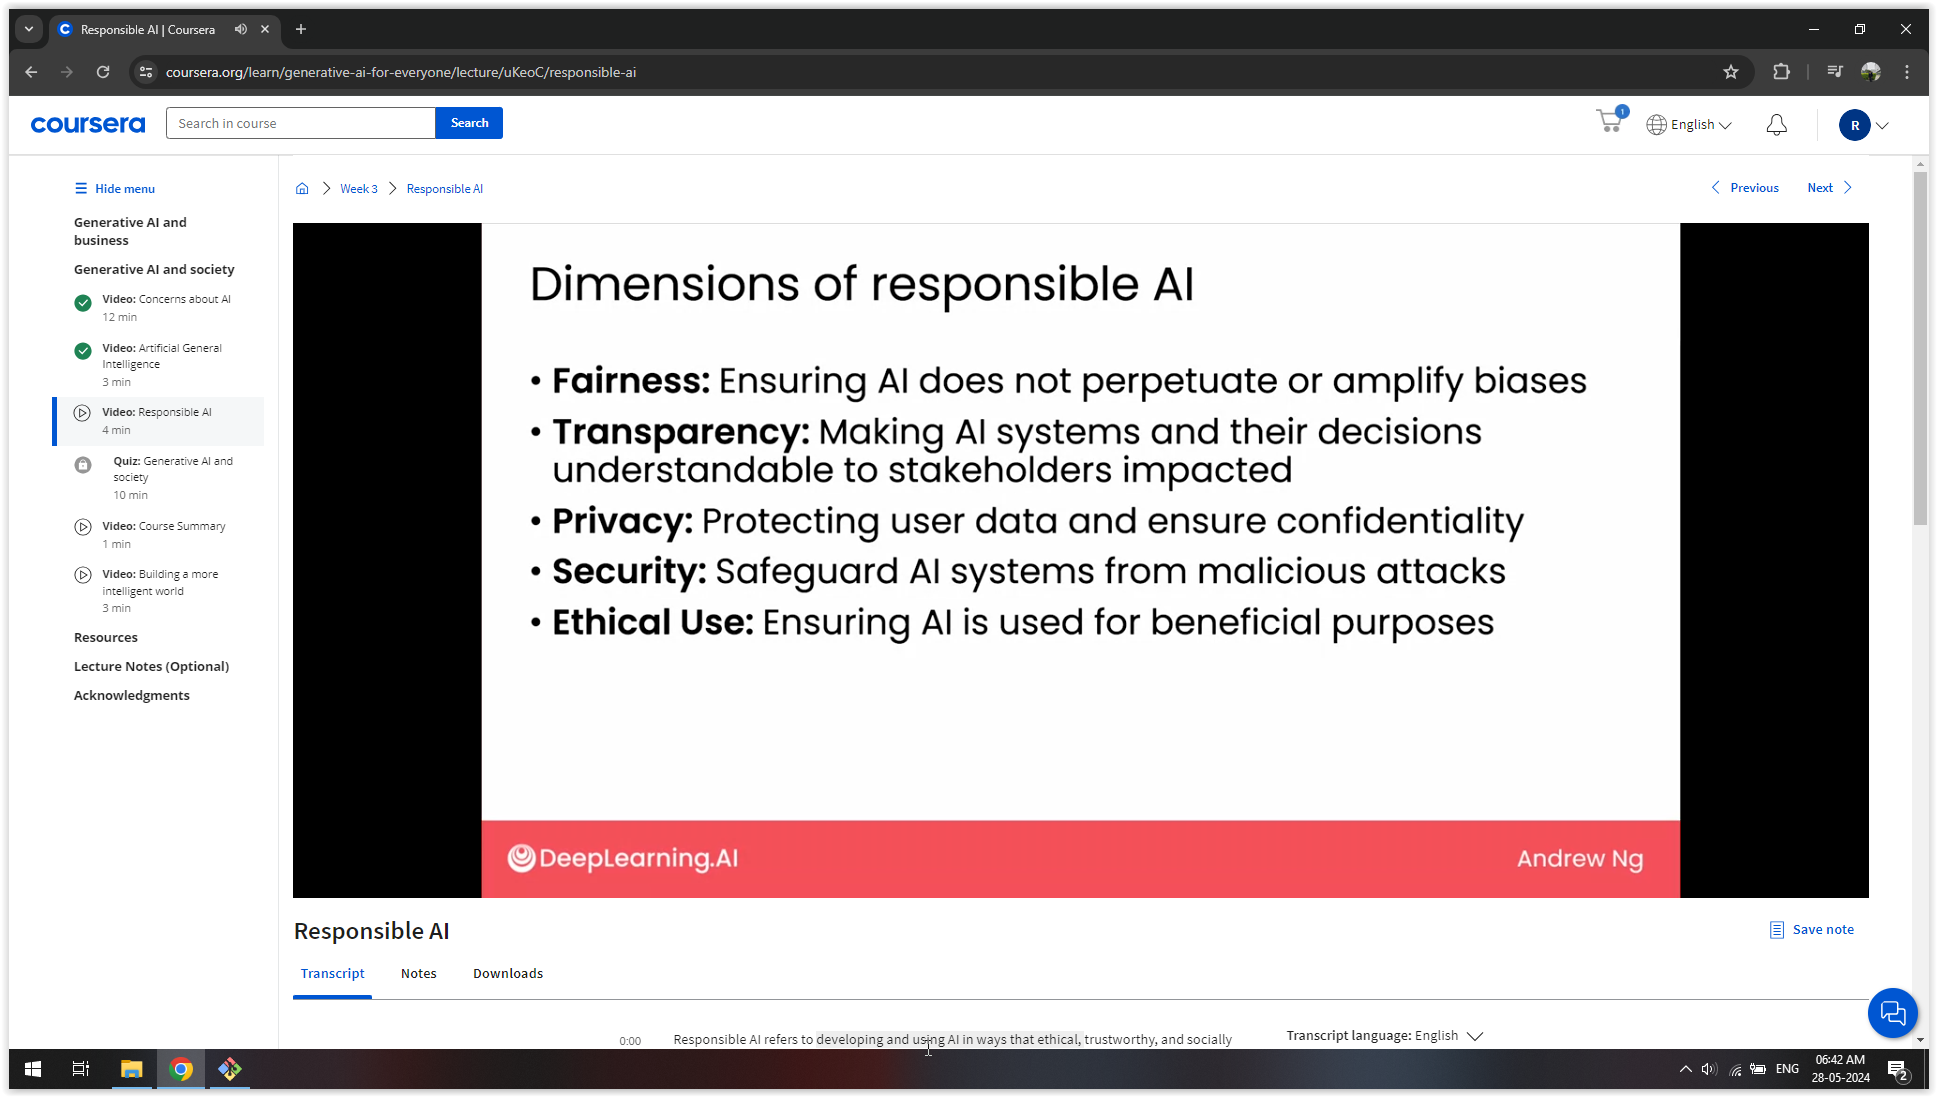 Responsible AI | Coursera
coursera.org/learn/generative-ai-for-everyone/lecture/uKeoC/responsible-ai
coursera
Search in course
Search
1
English
R
Hide menu
Generative AI and
business
Generative AI and society
Video: Concerns about AI
12 min
Video: Artificial General
Intelligence
3 min
Video: Responsible AI
4 min
Quiz: Generative AI and
society
10 min
Video: Course Summary
1 min
Video: Building a more
intelligent world
3 min
Resources
Lecture Notes (Optional)
Acknowledgments
Week 3
Responsible AI
Previous
Next
Dimensions of responsible AI
• Fairness: Ensuring AI does not perpetuate or amplify biases
• Transparency: Making AI systems and their decisions
understandable to stakeholders impacted
• Privacy: Protecting user data and ensure confidentiality
• Security: Safeguard AI systems from malicious attacks
• Ethical Use: Ensuring AI is used for beneficial purposes
DeepLearning.AI
Andrew Ng
Responsible AI
Save note
Transcript
Notes
Downloads
0:00
Responsible AI refers to developing and using AI in ways that ethical, trustworthy, and socially
Transcript language: English
ENG
06:42 AM
28-05-2024
2